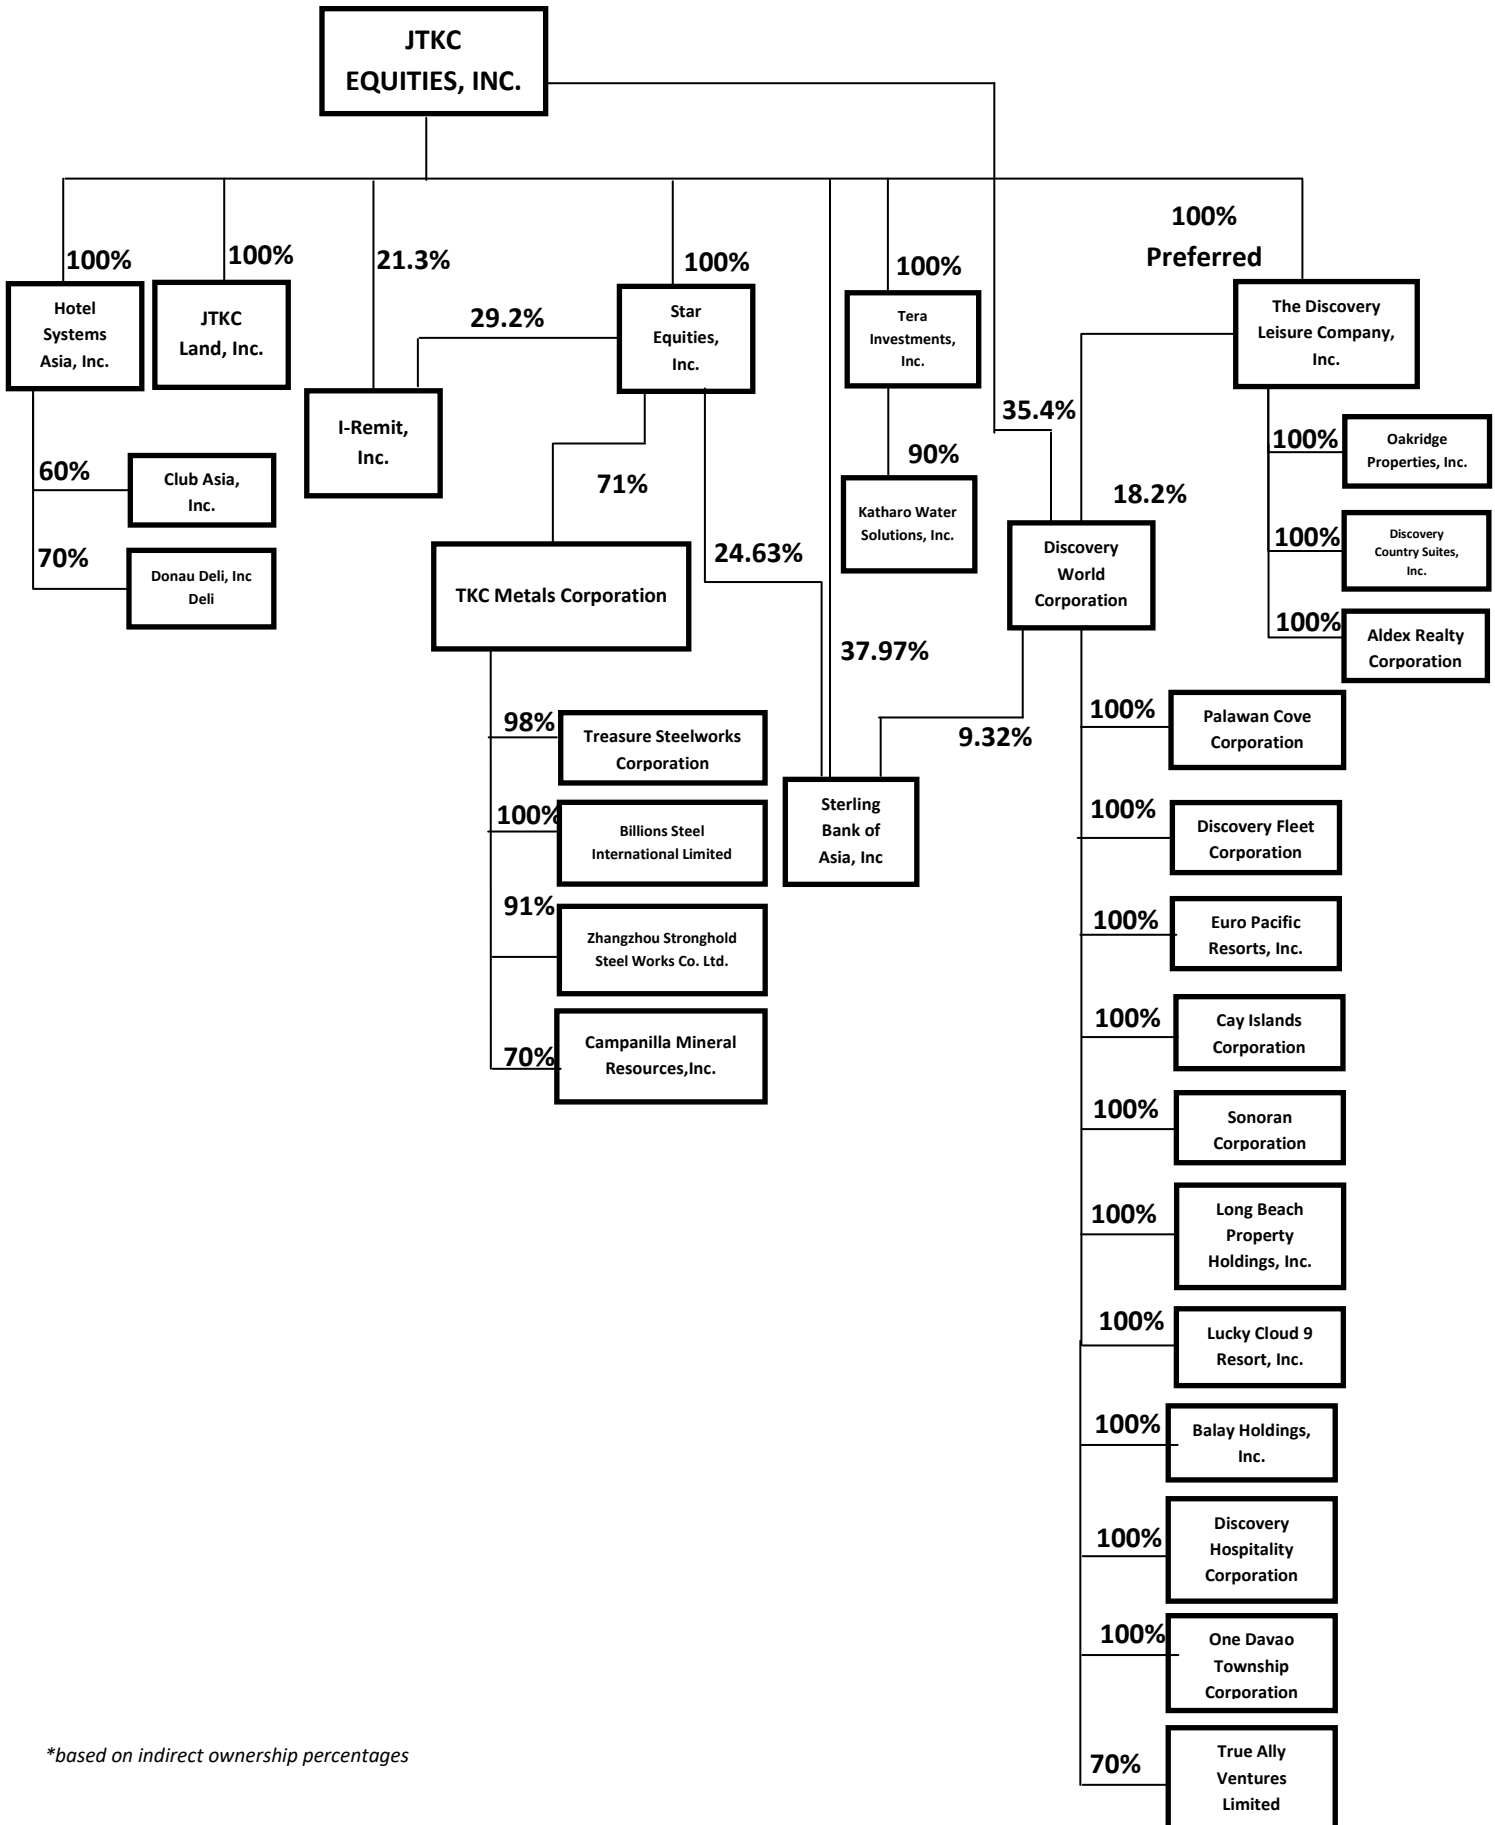 JTKC
EQUITIES, INC.
100%
Preferred
100%
100%
21.3%
100%
100%
Hotel
Systems
Asia, Inc.
JTKC
Land, Inc.
29.2%
Star
Equities,
Inc.
Tera
Investments,
Inc.
The Discovery
Leisure Company,
Inc.
I-Remit,
Inc.
35.4%
60%
Club Asia,
Inc.
70%
Donau Deli, Inc
Deli
71%
24.63%
90%
Katharo Water
Solutions, Inc.
18.2%
100%
Oakridge
Properties, Inc.
100%
Discovery
Country Suites,
Inc.
100%
Aldex Realty
Corporation
TKC Metals Corporation
Discovery
World
Corporation
37.97%
9.32%
98%
Treasure Steelworks
Corporation
100%
Billions Steel
International Limited
91%
Zhangzhou Stronghold
Steel Works Co. Ltd.
70%
Campanilla Mineral
Resources,Inc.
Sterling
Bank of
Asia, Inc
100%
Palawan Cove
Corporation
100%
Discovery Fleet
Corporation
100%
Euro Pacific
Resorts, Inc.
100%
Cay Islands
Corporation
100%
Sonoran
Corporation
100%
Long Beach
Property
Holdings, Inc.
100%
Lucky Cloud 9
Resort, Inc.
100%
Balay Holdings,
Inc.
100%
Discovery
Hospitality
Corporation
100%
One Davao
Township
Corporation
70%
True Ally
Ventures
Limited
*based on indirect ownership percentages